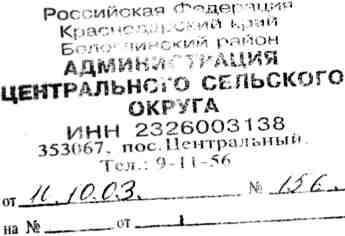 Российская Федерация
Краснодарский край
Белоглинский район
АДМИНИСТРАЦИЯ
ЦЕНТРАЛЬНОГО СЕЛЬСКОГО
ОКРУГА
ИНН 2326003138
353067, пос.Центральный.
Тел.: 9-11-56
от 11.10.03. № 156.
на № от